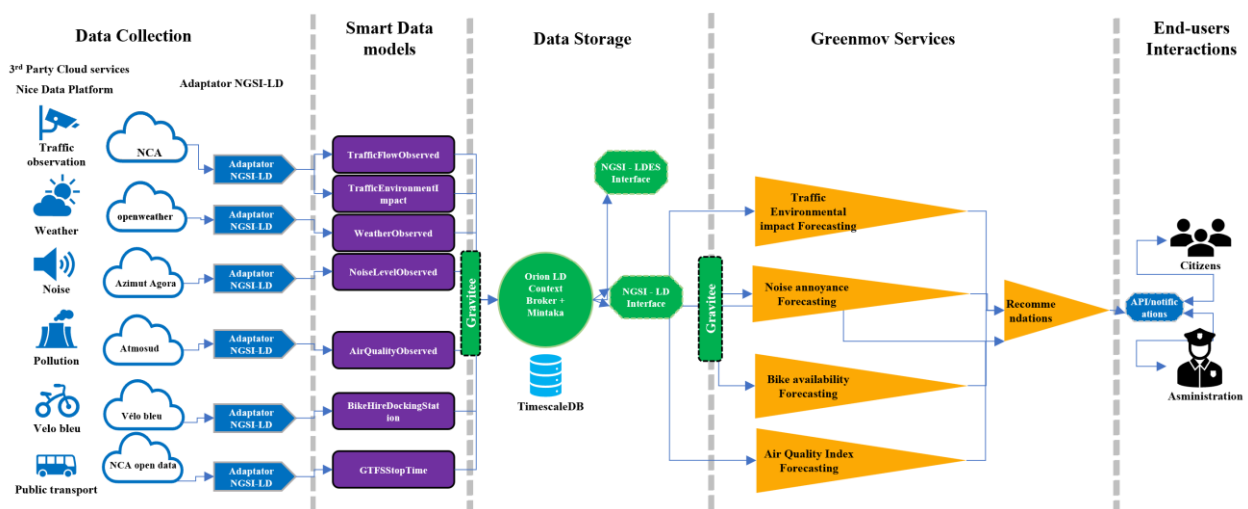 Data Collection
Smart Data
models
Data Storage
Greenmov Services
End-users
Interactions
3rd Party Cloud services
Nice Data Platform
Adaptator NGSI-LD
Traffic
observation
NCA
Adaptator
NGSI-LD
TrafficFlowObserved
TrafficEnvironmentI
mpact
Weather
openweather
Adaptator
NGSI-LD
WeatherObserved
Noise
Azimut Agora
Adaptator
NGSI-LD
NoiseLevelObserved
Pollution
Atmosud
Adaptator
NGSI-LD
AirQualityObserved
Velo bleu
Vélo bleu
Adaptator
NGSI-LD
BikeHireDockingStat
ion
Public transport
NCA open data
Adaptator
NGSI-LD
GTFSStopTime
Gravitee
Orion LD
Context
Broker +
Mintaka
TimescaleDB
NGSI - LDES
Interface
NGSI - LD
Interface
Gravitee
Traffic
Environmental
impact Forecasting
Noise annoyance
Forecasting
Bike availability
Forecasting
Air Quality Index
Forecasting
Recomme
ndations
API/notific
ations
Citizens
Asministration